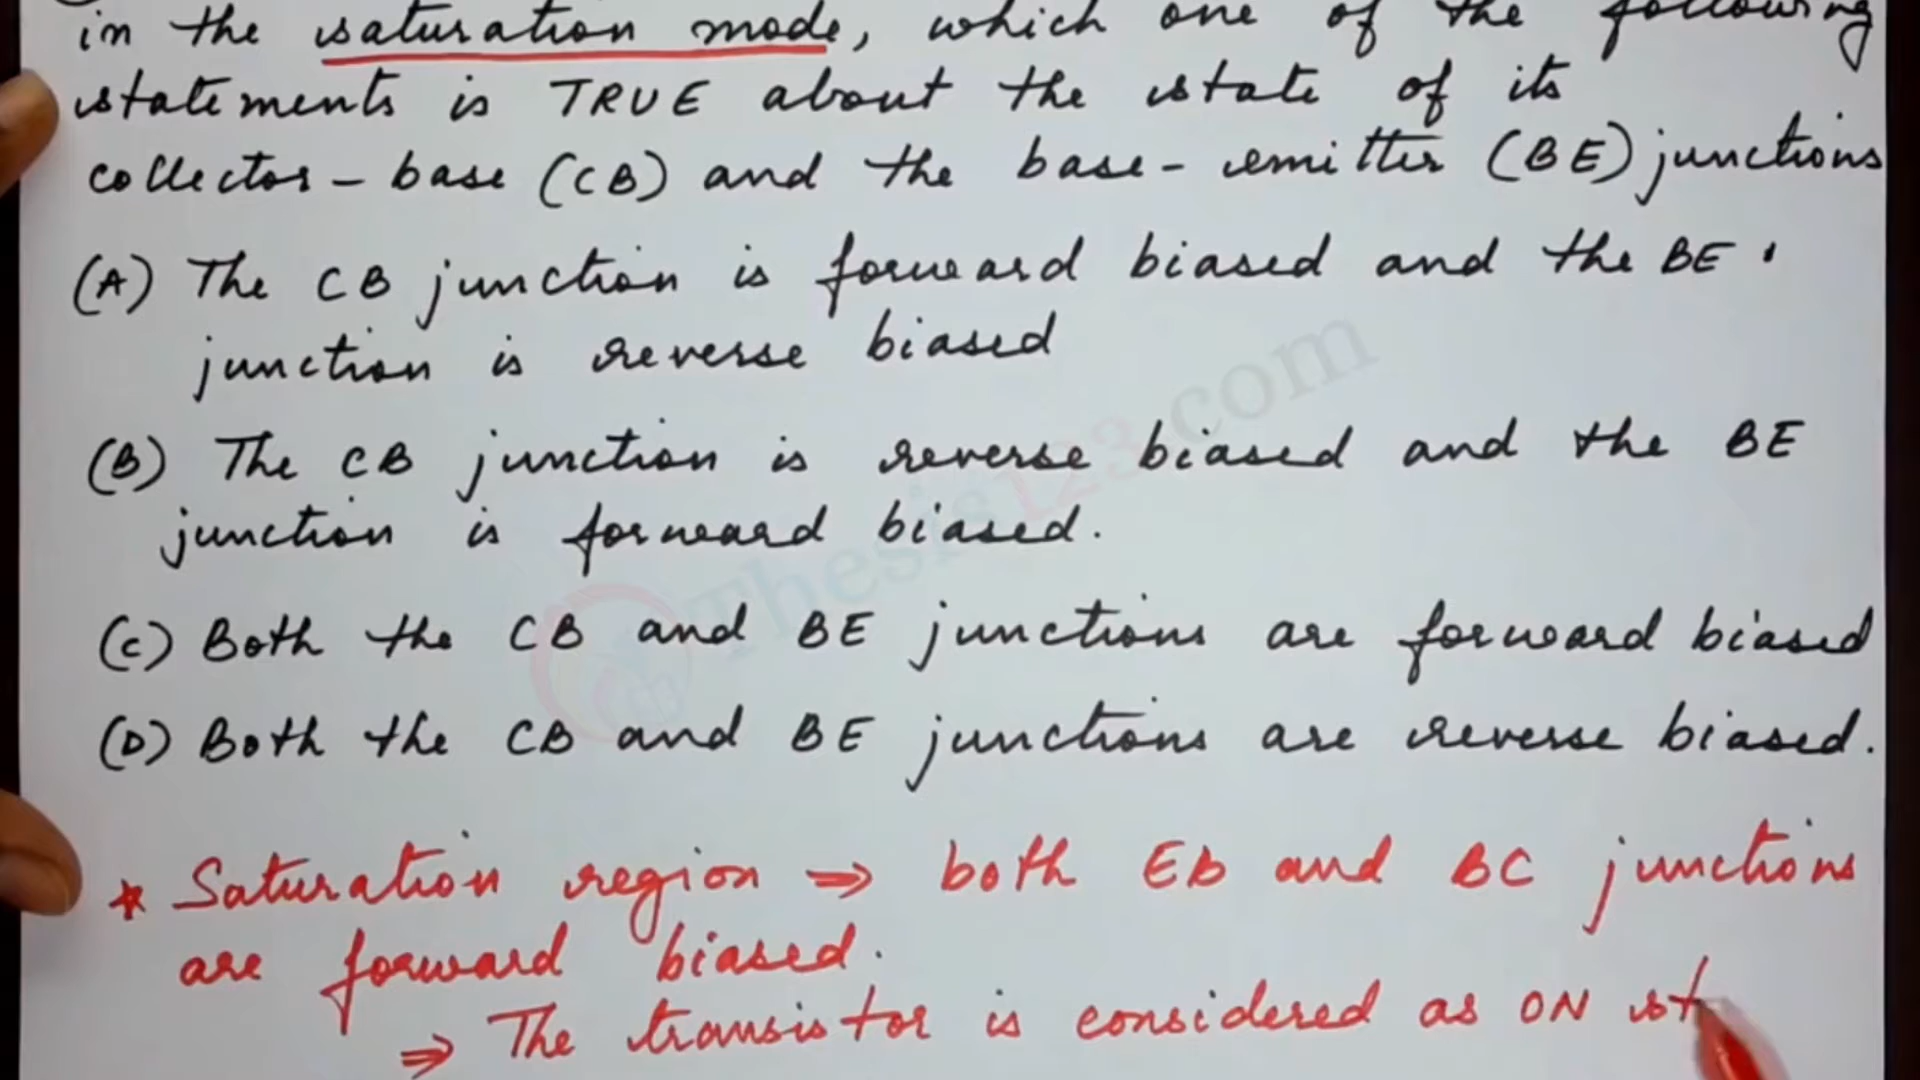 in the saturation mode, which one of the following
statements is TRUE about the state of its
collector-base (CB) and the base-emitter (BE) junctions
(A) The CB junction is forward biased and the BE
junction is reverse biased
(B) The CB junction is reverse biased and the BE
junction is forward biased.
(C) Both the CB and BE junctions are forward biased
(D) Both the CB and BE junctions are reverse biased.
* Saturation region ⇒ both EB and BC junctions
are forward biased.
⇒ The transistor is considered as ON st
Thesis123.com